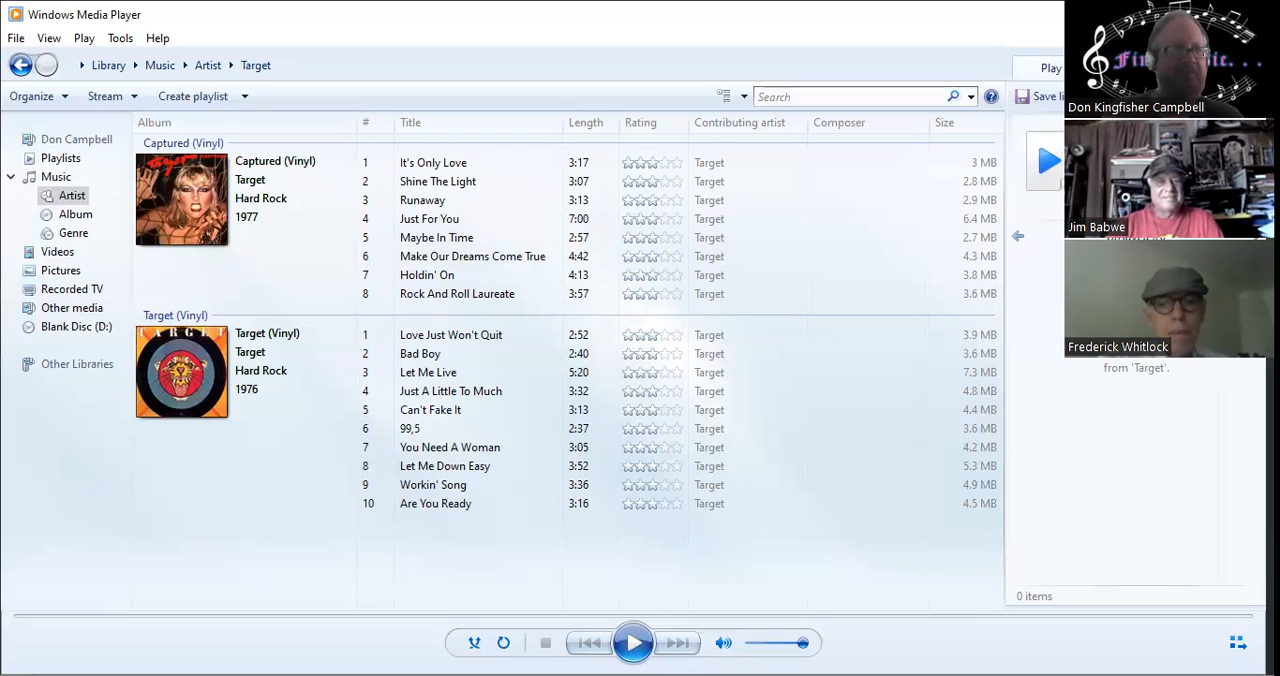 Windows Media Player
File View Play Tools Help
Library Music Artist Target
Play
Organize Stream Create playlist
Search
Save li
Don Campbell
Playlists
Music
Artist
Album
Genre
Videos
Pictures
Recorded TV
Other media
Blank Disc (D:)
Other Libraries
Album # Title Length Rating Contributing artist Composer Size
Captured (Vinyl)
Captured (Vinyl)
Target
Hard Rock
1977
1 It's Only Love 3:17 Target 3 MB
2 Shine The Light 3:07 Target 2.8 MB
3 Runaway 3:13 Target 2.9 MB
4 Just For You 7:00 Target 6.4 MB
5 Maybe In Time 2:57 Target 2.7 MB
6 Make Our Dreams Come True 4:42 Target 4.3 MB
7 Holdin' On 4:13 Target 3.8 MB
8 Rock And Roll Laureate 3:57 Target 3.6 MB
Target (Vinyl)
TARGET
Target (Vinyl)
Target
Hard Rock
1976
1 Love Just Won't Quit 2:52 Target 3.9 MB
2 Bad Boy 2:40 Target 3.6 MB
3 Let Me Live 5:20 Target 7.3 MB
4 Just A Little To Much 3:32 Target 4.8 MB
5 Can't Fake It 3:13 Target 4.4 MB
6 99,5 2:37 Target 3.6 MB
7 You Need A Woman 3:05 Target 4.2 MB
8 Let Me Down Easy 3:52 Target 5.3 MB
9 Workin' Song 3:36 Target 4.9 MB
10 Are You Ready 3:16 Target 4.5 MB
Don Kingfisher Campbell
Jim Babwe
Frederick Whitlock
from 'Target'.
0 items